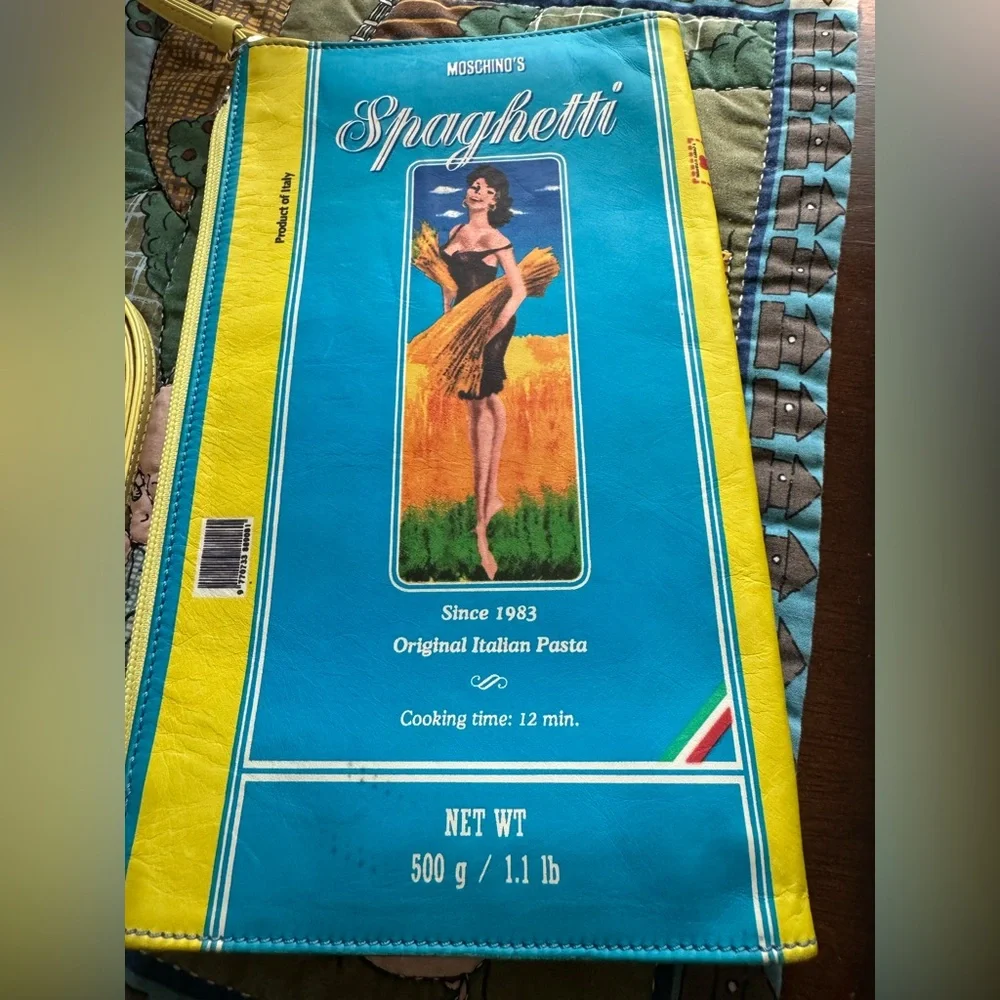 MOSCHINO'S
Spaghetti
Product of Italy
Since 1983
Original Italian Pasta
Cooking time: 12 min.
NET WT
500 g / 1.1 lb